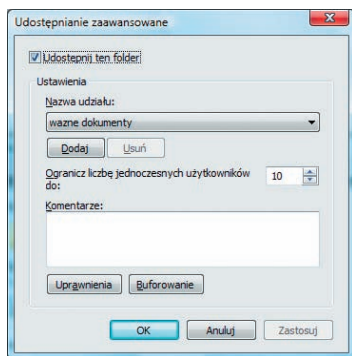 Udostępnianie zaawansowane
Udostępnij ten folder
Ustawienia
Nazwa udziału:
wazne dokumenty
Dodaj Usuń
Ogranicz liczbę jednoczesnych użytkowników
do:
10
Komentarze:
Uprawnienia Buforowanie
OK Anuluj Zastosuj